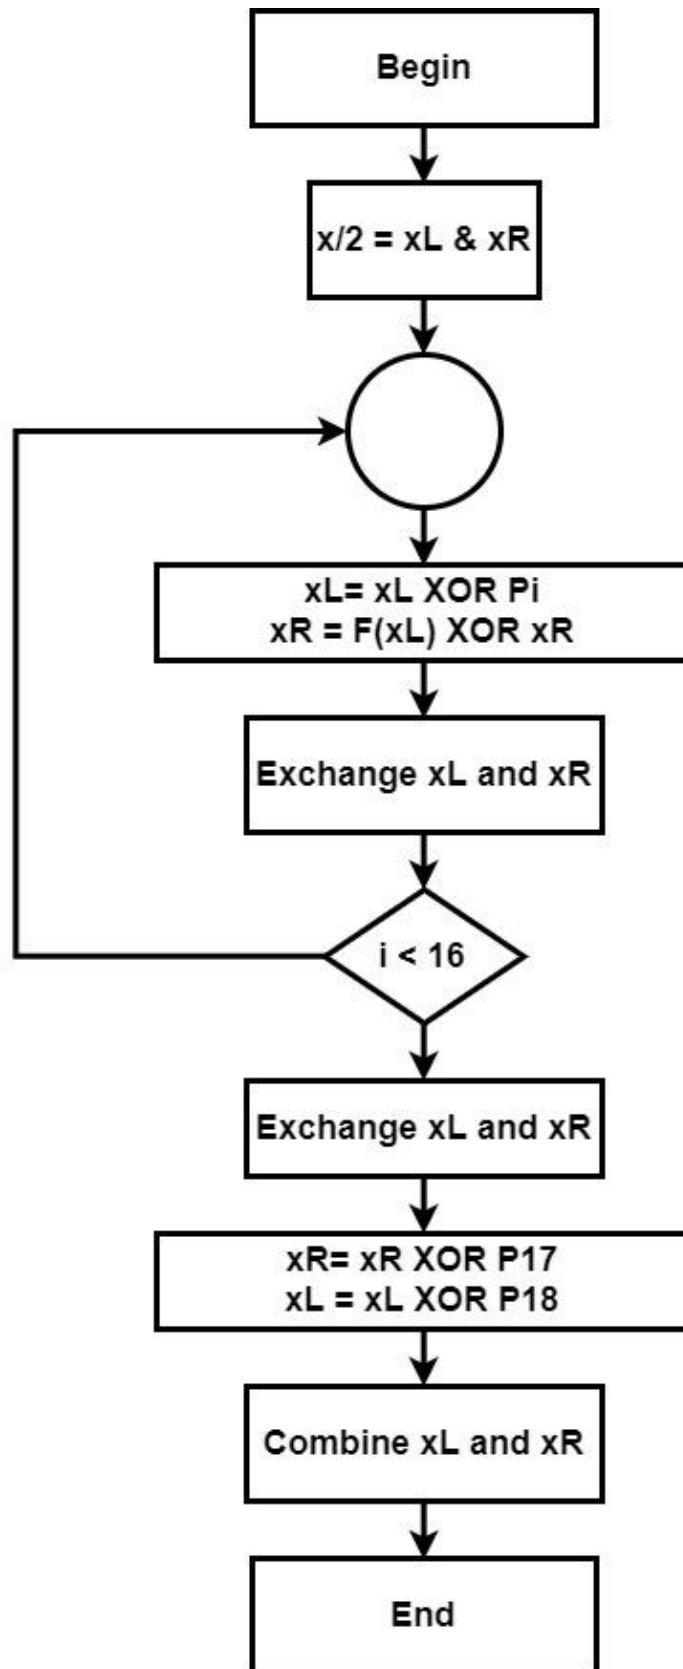 Begin
x/2 = xL & xR
xL= xL XOR Pi
xR = F(xL) XOR xR
Exchange xL and xR
i < 16
Exchange xL and xR
xR= xR XOR P17
xL = xL XOR P18
Combine xL and xR
End